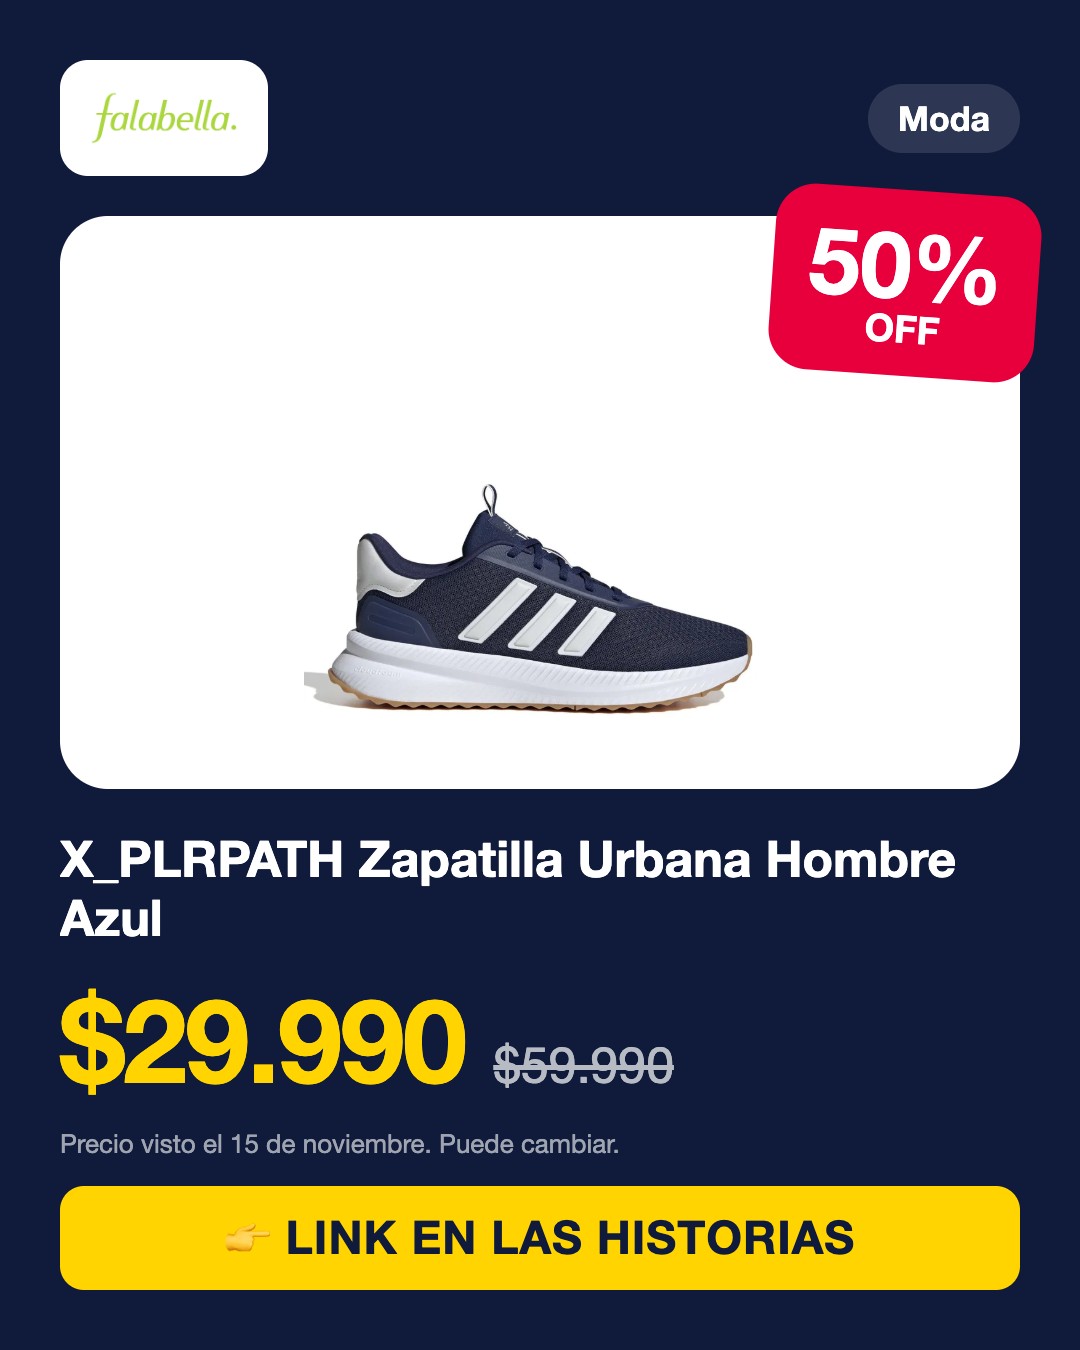 falabella.
Moda
50%
OFF
X_PLRPATH Zapatilla Urbana Hombre
Azul
$29.990 $59.990
Precio visto el 15 de noviembre. Puede cambiar.
👉 LINK EN LAS HISTORIAS